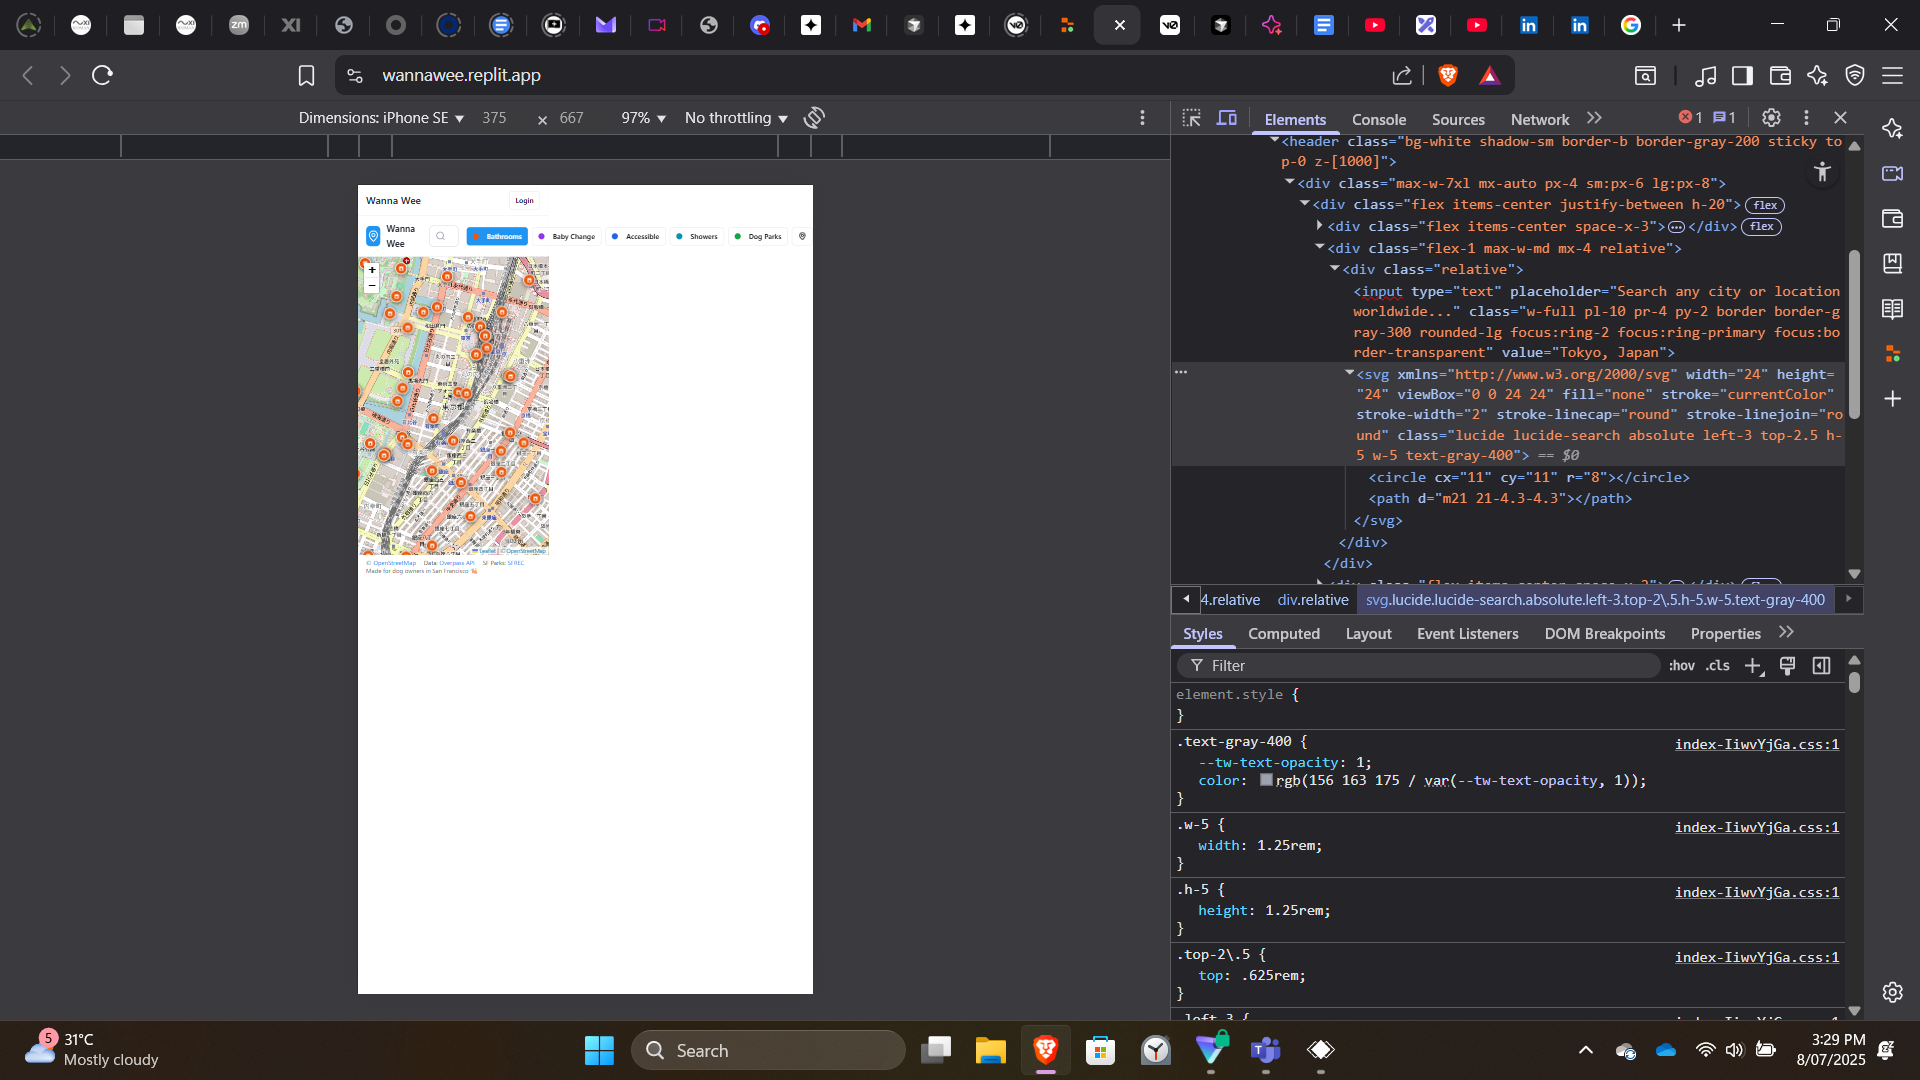 wannawee.replit.app
Dimensions: iPhone SE 375 × 667 97% No throttling
Elements Console Sources Network 1 1
Wanna Wee Login
Wanna Wee
Bathrooms Baby Change Accessible Showers Dog Parks
+
−
Leaflet | © OpenStreetMap
© OpenStreetMap Data: Overpass API SF Parks: SFREC
Made for dog owners in San Francisco
<header class="bg-white shadow-sm border-b border-gray-200 sticky to
p-0 z-[1000]">
<div class="max-w-7xl mx-auto px-4 sm:px-6 lg:px-8">
<div class="flex items-center justify-between h-20"> flex
<div class="flex items-center space-x-3"> … </div> flex
<div class="flex-1 max-w-md mx-4 relative">
<div class="relative">
<input type="text" placeholder="Search any city or location
worldwide..." class="w-full pl-10 pr-4 py-2 border border-g
ray-300 rounded-lg focus:ring-2 focus:ring-primary focus:bo
rder-transparent" value="Tokyo, Japan">
<svg xmlns="http://www.w3.org/2000/svg" width="24" height=
"24" viewBox="0 0 24 24" fill="none" stroke="currentColor"
stroke-width="2" stroke-linecap="round" stroke-linejoin="ro
und" class="lucide lucide-search absolute left-3 top-2.5 h-
5 w-5 text-gray-400"> == $0
<circle cx="11" cy="11" r="8"></circle>
<path d="m21 21-4.3-4.3"></path>
</svg>
</div>
</div>
4.relative div.relative svg.lucide.lucide-search.absolute.left-3.top-2\.5.h-5.w-5.text-gray-400
Styles Computed Layout Event Listeners DOM Breakpoints Properties
Filter :hov .cls
element.style {
}
.text-gray-400 { index-IiwvYjGa.css:1
--tw-text-opacity: 1;
color: rgb(156 163 175 / var(--tw-text-opacity, 1));
}
.w-5 { index-IiwvYjGa.css:1
width: 1.25rem;
}
.h-5 { index-IiwvYjGa.css:1
height: 1.25rem;
}
.top-2\.5 { index-IiwvYjGa.css:1
top: .625rem;
}
.left-3 {
5 31°C
Mostly cloudy
Search
3:29 PM
8/07/2025